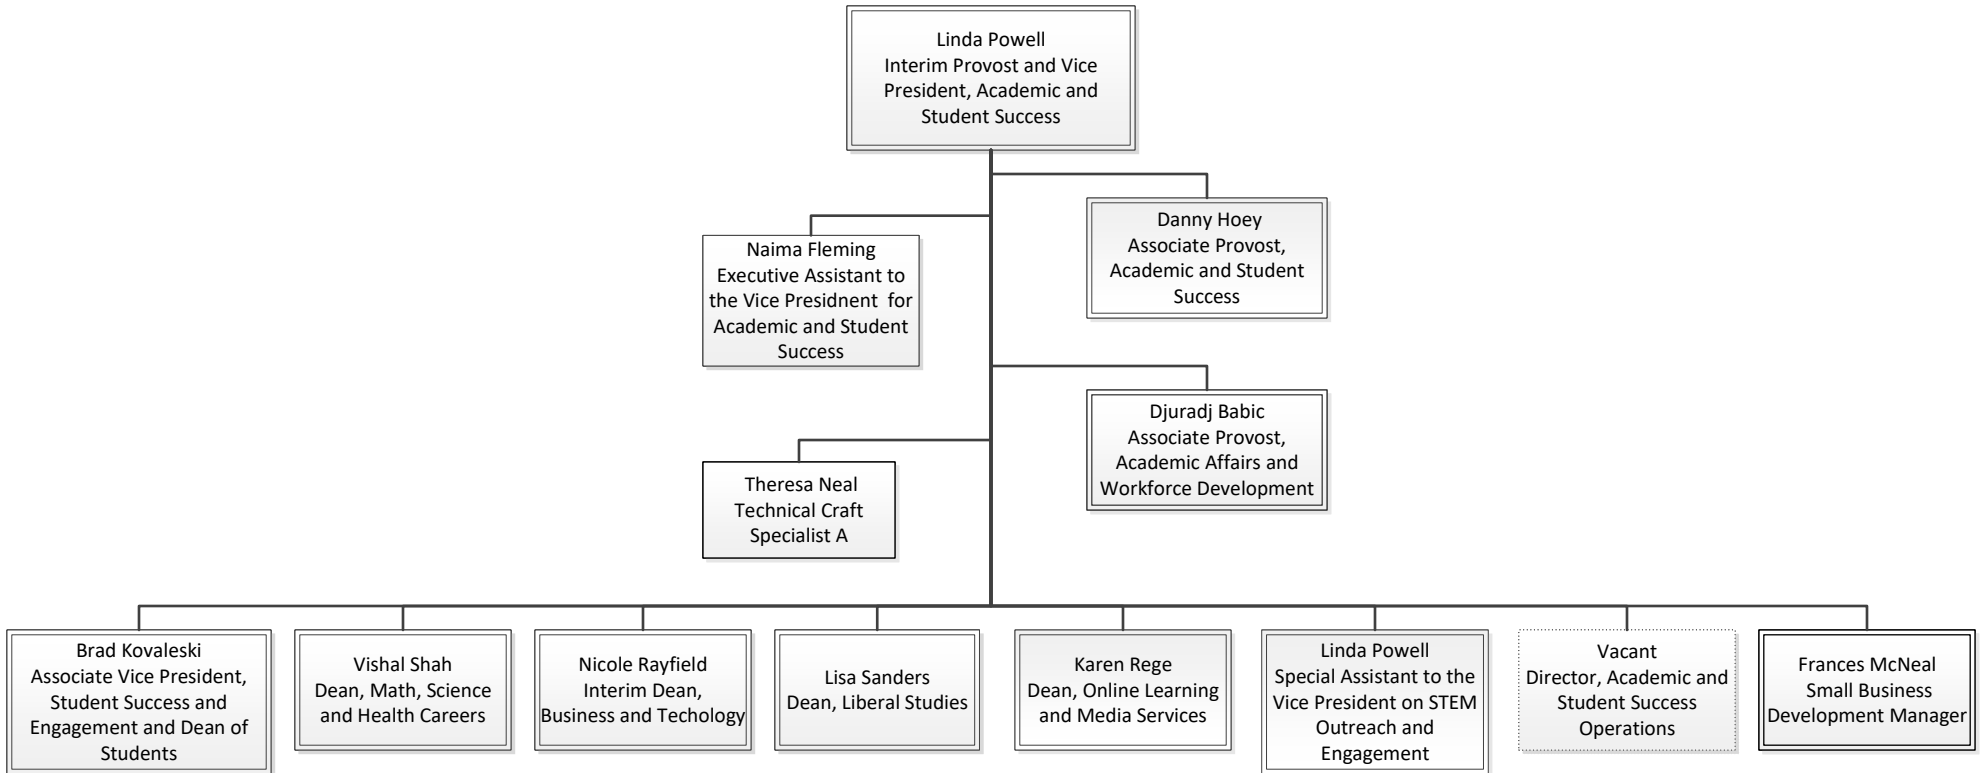 Linda Powell
Interim Provost and Vice
President, Academic and
Student Success
Danny Hoey
Associate Provost,
Academic and Student
Success
Naima Fleming
Executive Assistant to
the Vice Presidnent  for
Academic and Student
Success
Djuradj Babic
Associate Provost,
Academic Affairs and
Workforce Development
Theresa Neal
Technical Craft
Specialist A
Brad Kovaleski
Associate Vice President,
Student Success and
Engagement and Dean of
Students
Vishal Shah
Dean, Math, Science
and Health Careers
Nicole Rayfield
Interim Dean,
Business and Techology
Lisa Sanders
Dean, Liberal Studies
Karen Rege
Dean, Online Learning
and Media Services
Linda Powell
Special Assistant to the
Vice President on STEM
Outreach and
Engagement
Vacant
Director, Academic and
Student Success
Operations
Frances McNeal
Small Business
Development Manager